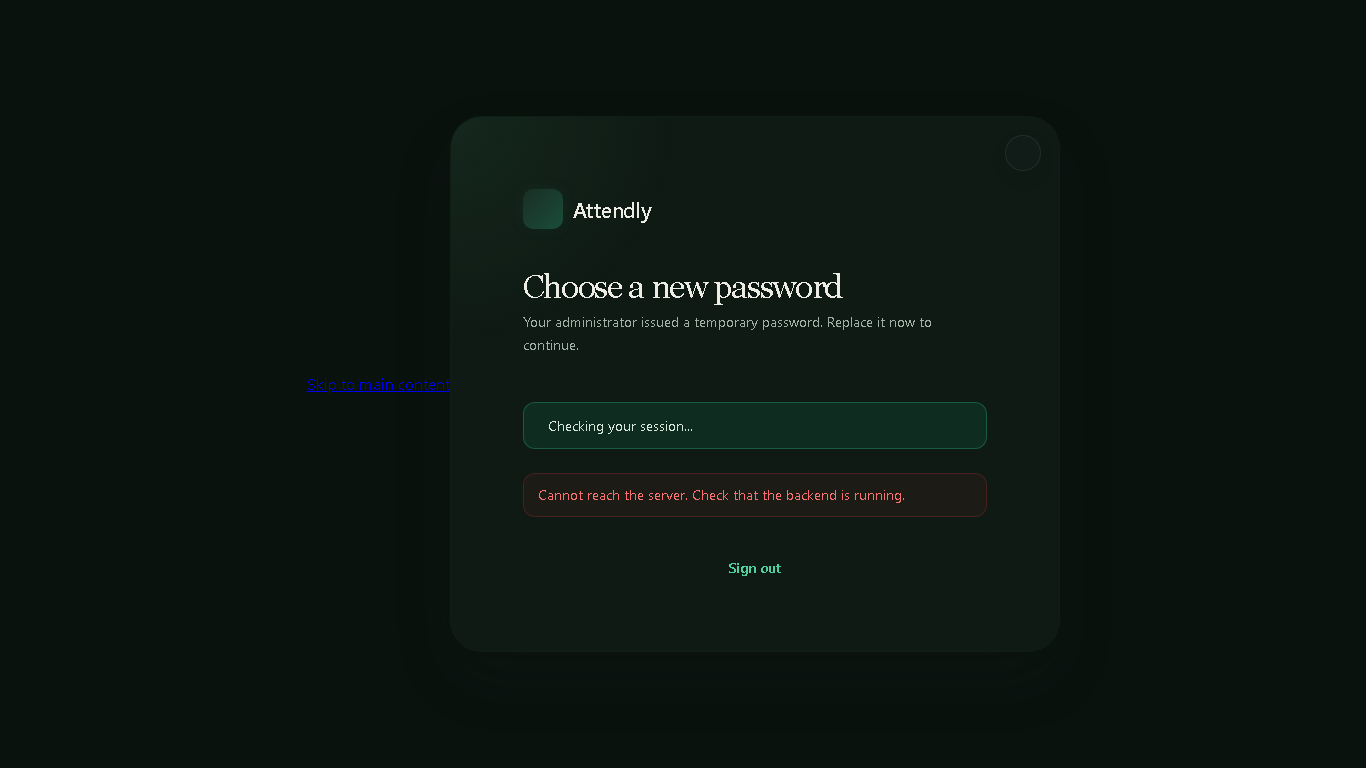 Attendly
Choose a new password
Your administrator issued a temporary password. Replace it now to
continue.
Skip to main content
Checking your session...
Cannot reach the server. Check that the backend is running.
Sign out